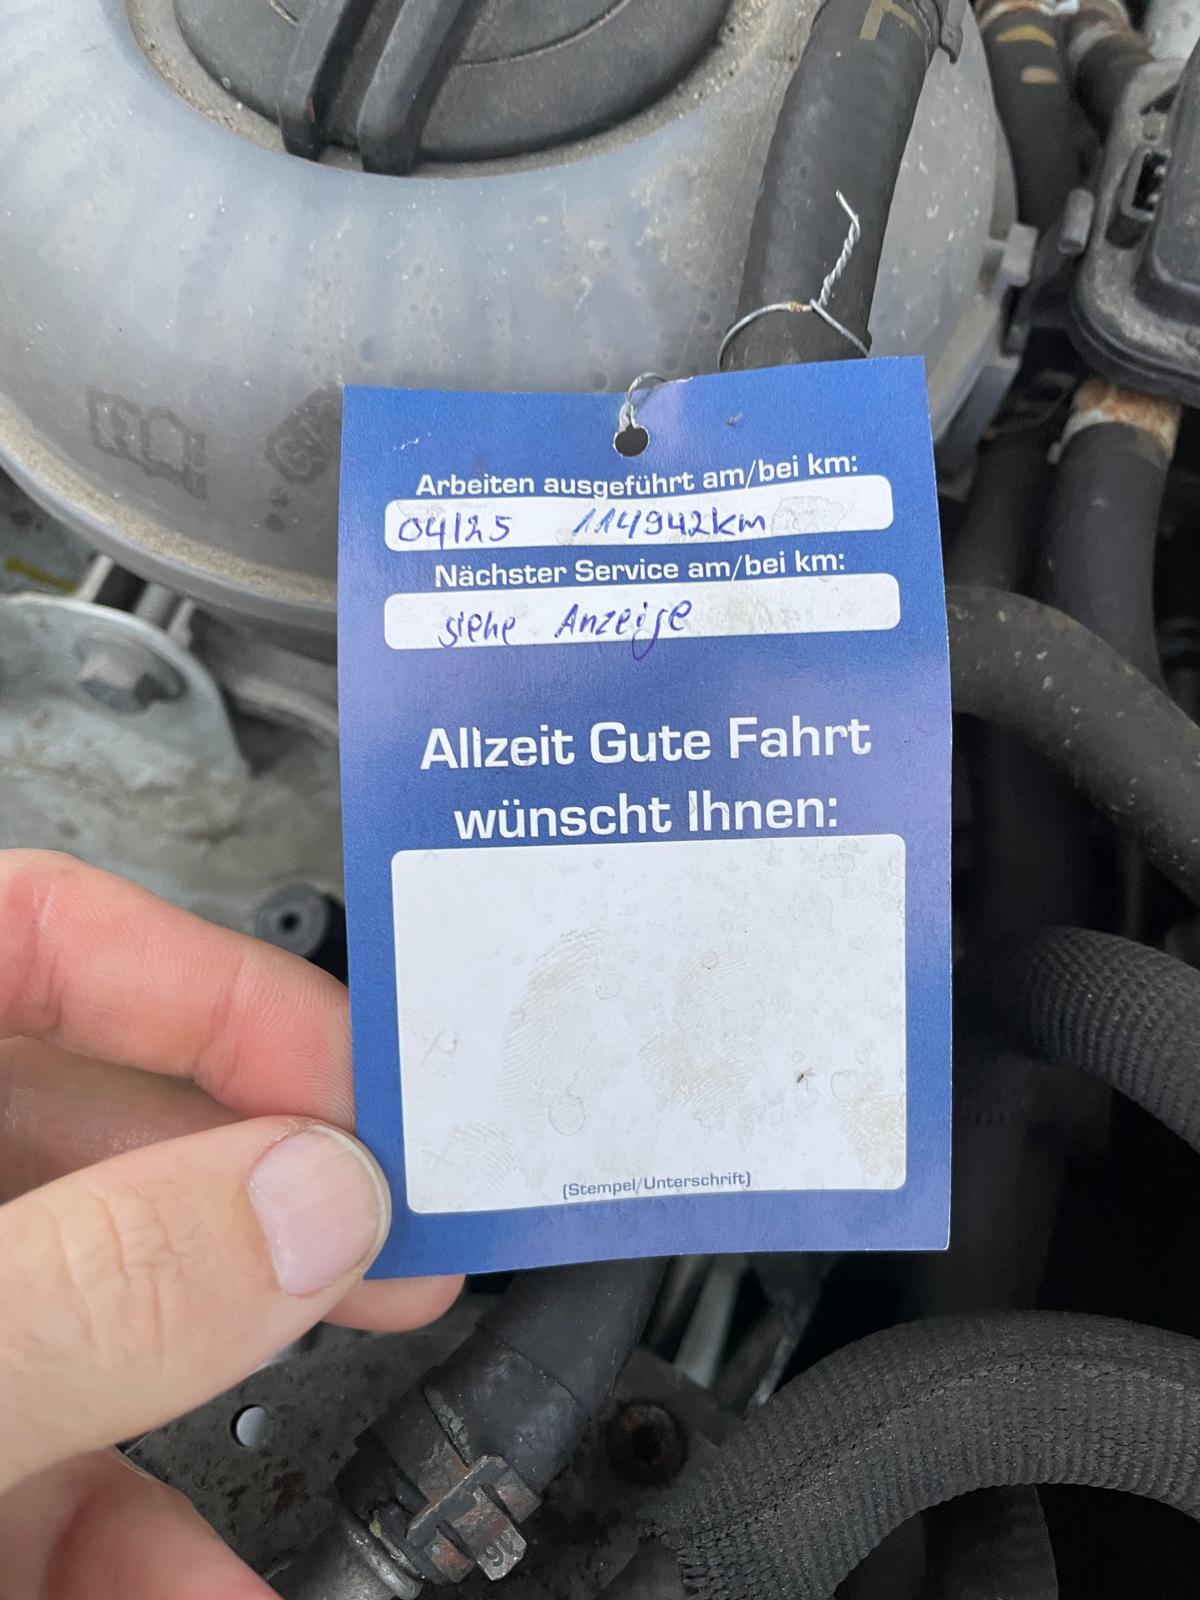 Arbeiten ausgeführt am/bei km:
04/25 114942km
Nächster Service am/bei km:
siehe Anzeige
Allzeit Gute Fahrt
wünscht Ihnen:
(Stempel/Unterschrift)